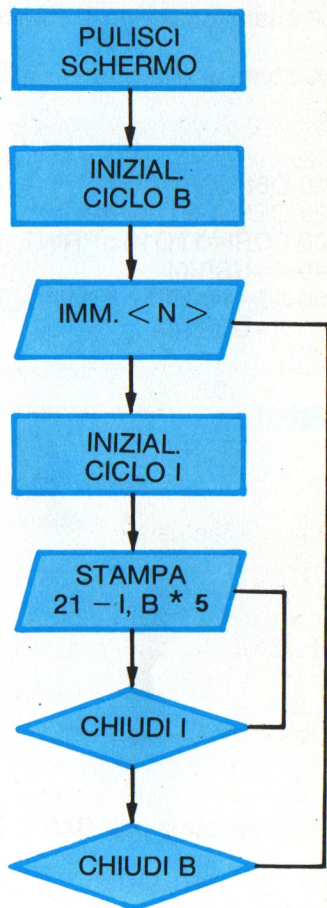 PULISCI
SCHERMO
INIZIAL.
CICLO B
IMM. < N >
INIZIAL.
CICLO I
STAMPA
21 – I, B * 5
CHIUDI I
CHIUDI B